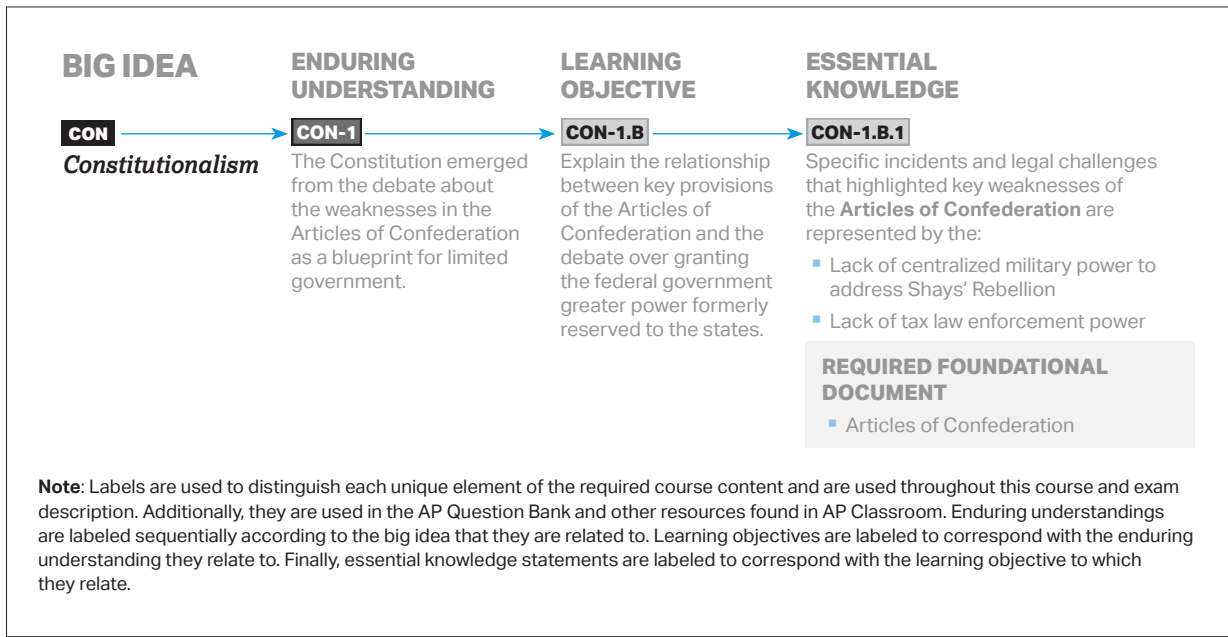 BIG IDEA
CON
Constitutionalism
ENDURING
UNDERSTANDING
CON-1
The Constitution emerged
from the debate about
the weaknesses in the
Articles of Confederation
as a blueprint for limited
government.
LEARNING
OBJECTIVE
CON-1.B
Explain the relationship
between key provisions
of the Articles of
Confederation and the
debate over granting
the federal government
greater power formerly
reserved to the states.
ESSENTIAL
KNOWLEDGE
CON-1.B.1
Specific incidents and legal challenges
that highlighted key weaknesses of
the Articles of Confederation are
represented by the:
▪ Lack of centralized military power to
address Shays’ Rebellion
▪ Lack of tax law enforcement power
REQUIRED FOUNDATIONAL
DOCUMENT
▪ Articles of Confederation
Note: Labels are used to distinguish each unique element of the required course content and are used throughout this course and exam
description. Additionally, they are used in the AP Question Bank and other resources found in AP Classroom. Enduring understandings
are labeled sequentially according to the big idea that they are related to. Learning objectives are labeled to correspond with the enduring
understanding they relate to. Finally, essential knowledge statements are labeled to correspond with the learning objective to which
they relate.